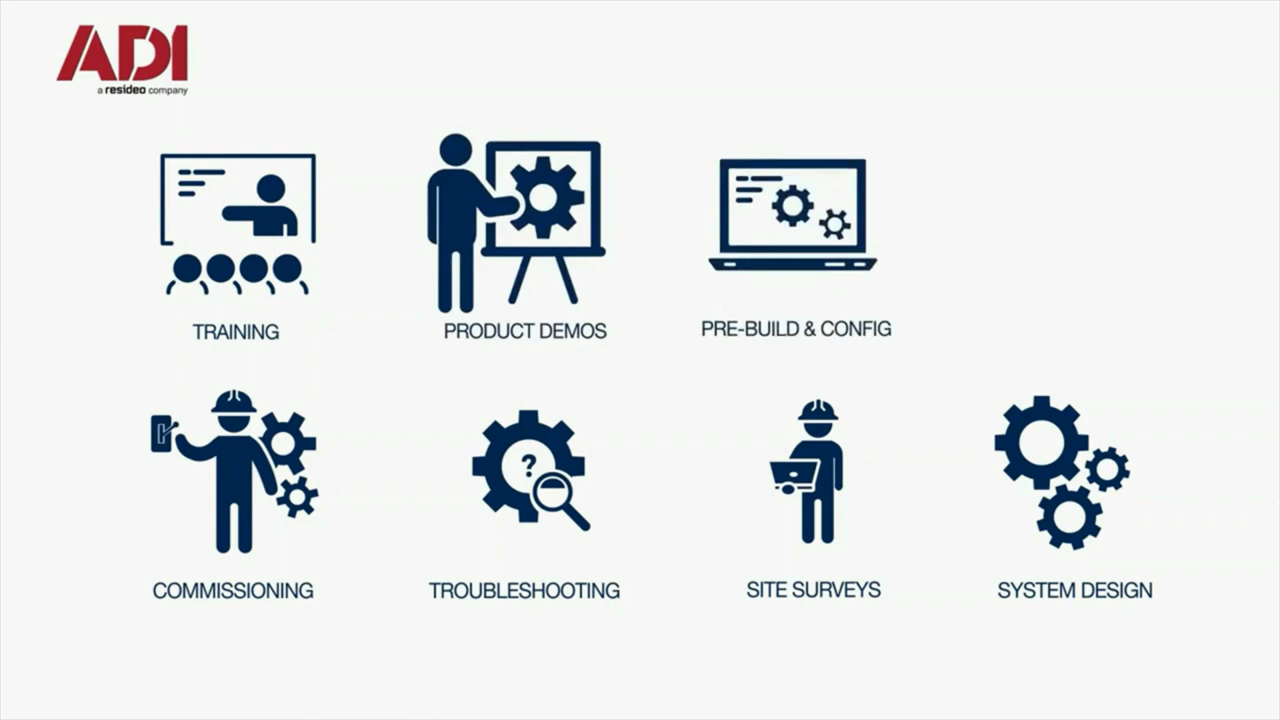 ADI
a resideo company
TRAINING
PRODUCT DEMOS
PRE-BUILD & CONFIG
?
COMMISSIONING
TROUBLESHOOTING
SITE SURVEYS
SYSTEM DESIGN